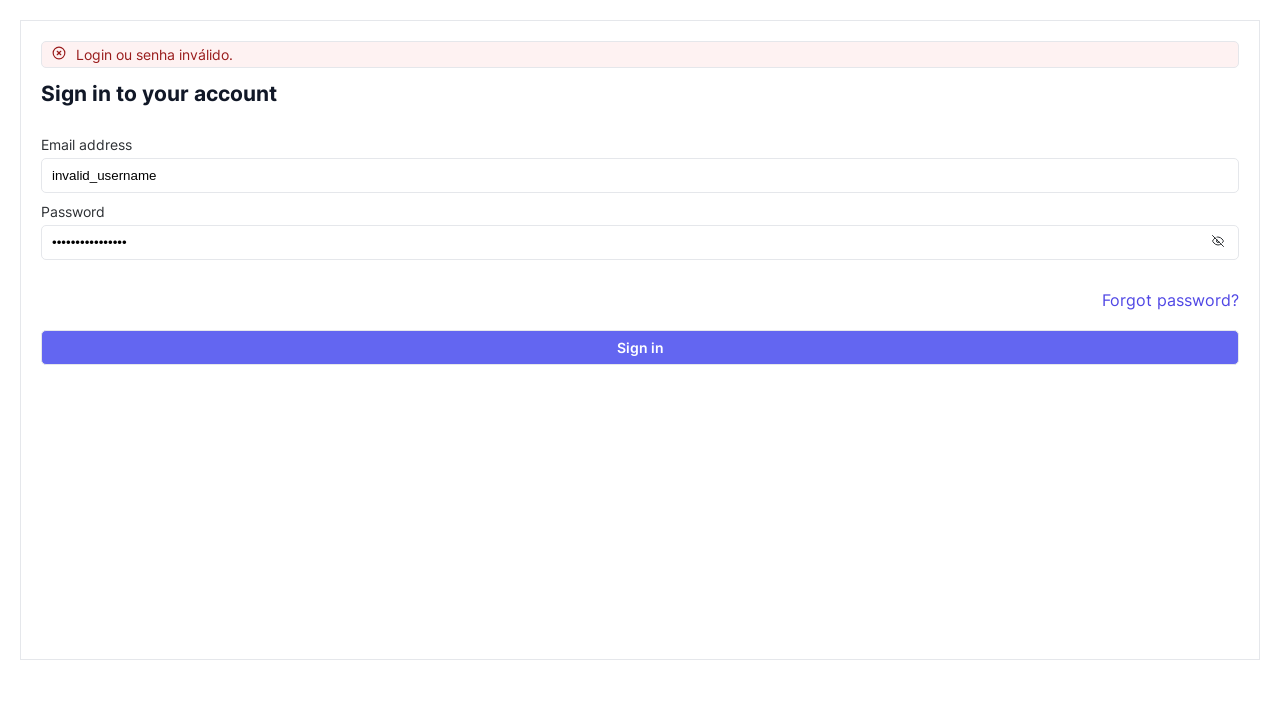 Login ou senha inválido.
Sign in to your account
Email address
invalid_username
Password
••••••••••••••••
Forgot password?
Sign in